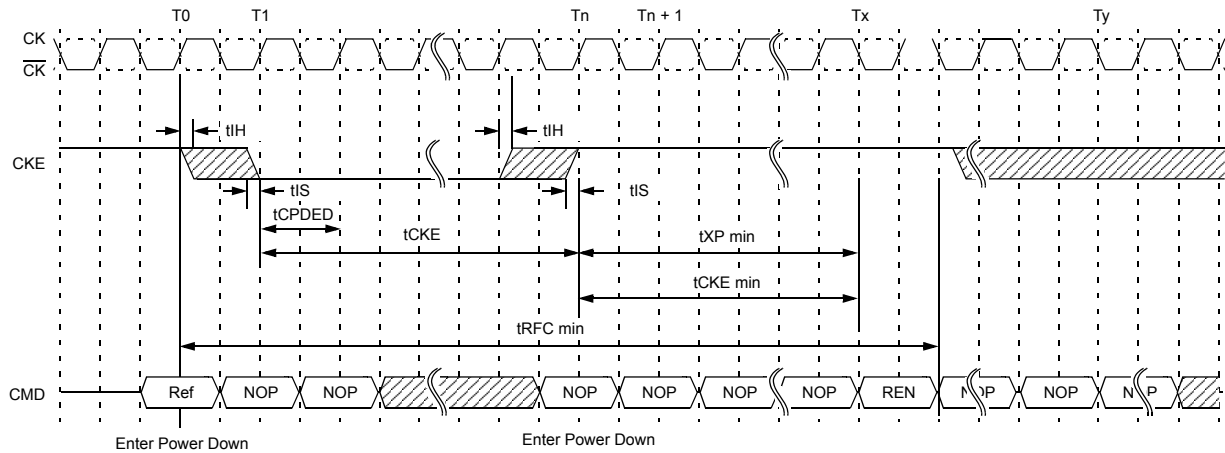 T0 T1 Tn Tn + 1 Tx Ty
CK
CK
tIH tIH
CKE
tIS tIS
tCPDED
tCKE tXP min
tCKE min
tRFC min
CMD Ref NOP NOP NOP NOP NOP NOP REN NOP NOP NOP
Enter Power Down Enter Power Down